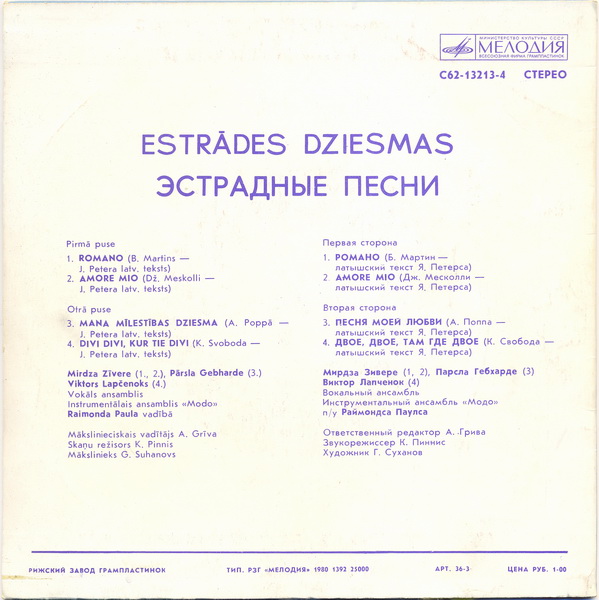 МИНИСТЕРСТВО КУЛЬТУРЫ СССР
МЕЛОДИЯ
ВСЕСОЮЗНАЯ ФИРМА ГРАМПЛАСТИНОК
С62-13213-4 СТЕРЕО
ESTRĀDES DZIESMAS
ЭСТРАДНЫЕ ПЕСНИ
Pirmā puse
1. ROMANO (B. Martins —
J. Petera latv. teksts)
2. AMORE MIO (Dž. Meskolli —
J. Petera latv. teksts)
Otrā puse
3. MANA MĪLESTĪBAS DZIESMA (A. Poppā —
J. Petera latv. teksts)
4. DIVI DIVI, KUR TIE DIVI (K. Svoboda —
J. Petera latv. teksts)
Mirdza Zīvere (1., 2.), Pārsla Gebharde (3.)
Viktors Lapčenoks (4.)
Vokāls ansamblis
Instrumentālais ansamblis «Modo»
Raimonda Paula vadībā
Mākslinieciskais vadītājs A. Grīva
Skaņu režisors K. Pinnis
Mākslinieks G. Suhanovs
Первая сторона
1. РОМАНО (Б. Мартин —
латышский текст Я. Петерса)
2. AMORE MIO (Дж. Месколли —
латышский текст Я. Петерса)
Вторая сторона
3. ПЕСНЯ МОЕЙ ЛЮБВИ (А. Поппа —
латышский текст Я. Петерса)
4. ДВОЕ, ДВОЕ, ТАМ ГДЕ ДВОЕ (К. Свобода —
латышский текст Я. Петерса)
Мирдза Зивере (1, 2), Парсла Гебхарде (3)
Виктор Лапченок (4)
Вокальный ансамбль
Инструментальный ансамбль «Модо»
п/у Раймондса Паулса
Ответственный редактор А. Грива
Звукорежиссер К. Пиннис
Художник Г. Суханов
РИЖСКИЙ ЗАВОД ГРАМПЛАСТИНОК ТИП. РЗГ «МЕЛОДИЯ» 1980 1392 25000 АРТ. 36-3 ЦЕНА РУБ. 1-00